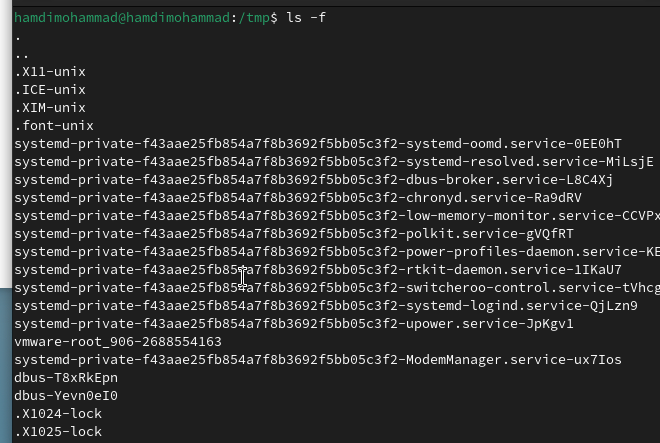 hamdimohammad@hamdimohammad:/tmp$ ls -f
.
..
.X11-unix
.ICE-unix
.XIM-unix
.font-unix
systemd-private-f43aae25fb854a7f8b3692f5bb05c3f2-systemd-oomd.service-0EE0hT
systemd-private-f43aae25fb854a7f8b3692f5bb05c3f2-systemd-resolved.service-MiLsjE
systemd-private-f43aae25fb854a7f8b3692f5bb05c3f2-dbus-broker.service-L8C4Xj
systemd-private-f43aae25fb854a7f8b3692f5bb05c3f2-chronyd.service-Ra9dRV
systemd-private-f43aae25fb854a7f8b3692f5bb05c3f2-low-memory-monitor.service-CCVPx
systemd-private-f43aae25fb854a7f8b3692f5bb05c3f2-polkit.service-gVQfRT
systemd-private-f43aae25fb854a7f8b3692f5bb05c3f2-power-profiles-daemon.service-KE
systemd-private-f43aae25fb854a7f8b3692f5bb05c3f2-rtkit-daemon.service-1IKaU7
systemd-private-f43aae25fb854a7f8b3692f5bb05c3f2-switcheroo-control.service-tVhcg
systemd-private-f43aae25fb854a7f8b3692f5bb05c3f2-systemd-logind.service-QjLzn9
systemd-private-f43aae25fb854a7f8b3692f5bb05c3f2-upower.service-JpKgv1
vmware-root_906-2688554163
systemd-private-f43aae25fb854a7f8b3692f5bb05c3f2-ModemManager.service-ux7Ios
dbus-T8xRkEpn
dbus-Yevn0eI0
.X1024-lock
.X1025-lock